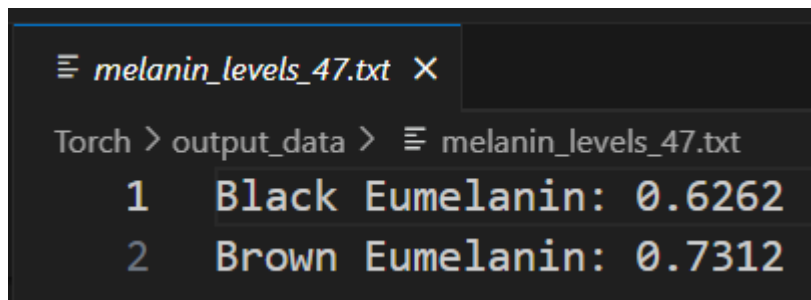 melanin_levels_47.txt
Torch > output_data > melanin_levels_47.txt
1 Black Eumelanin: 0.6262
2 Brown Eumelanin: 0.7312